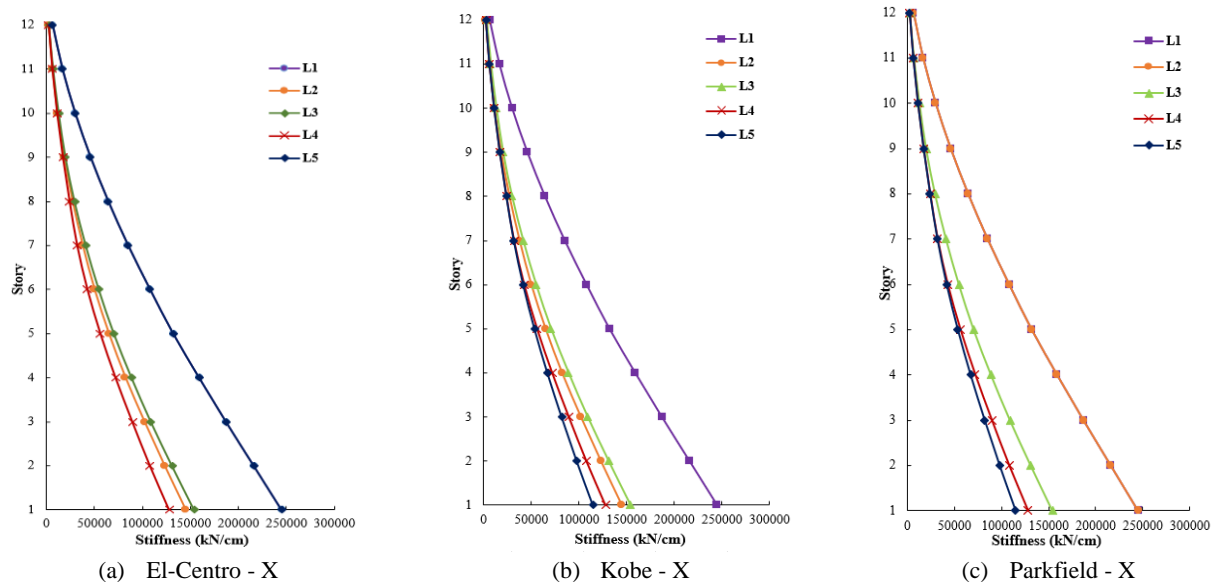 12
11
10
9
8
7
6
5
4
3
2
1
Story
0
50000
100000
150000
200000
250000
300000
Stiffness (kN/cm)
L1
L2
L3
L4
L5
(a) El-Centro - X
12
11
10
9
8
7
6
5
4
3
2
1
Story
0
50000
100000
150000
200000
250000
300000
Stiffness (kN/cm)
L1
L2
L3
L4
L5
(b) Kobe - X
12
11
10
9
8
7
6
5
4
3
2
1
Story
0
50000
100000
150000
200000
250000
300000
Stiffness (kN/cm)
L1
L2
L3
L4
L5
(c) Parkfield - X